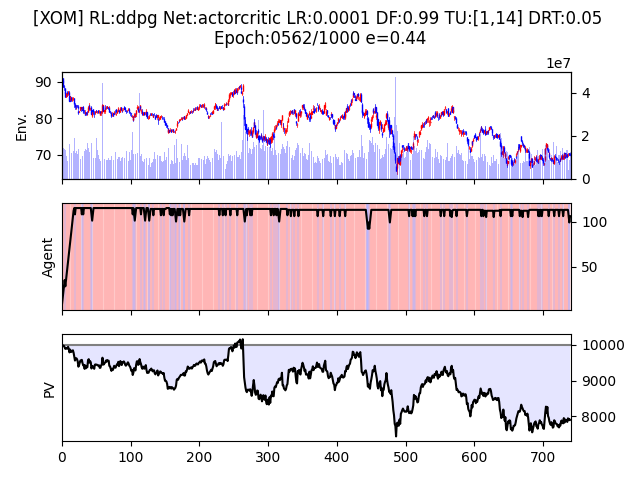 [XOM] RL:ddpg Net:actorcritic LR:0.0001 DF:0.99 TU:[1,14] DRT:0.05
Epoch:0562/1000 e=0.44
1e7
90
80
70
Env.
4
2
0
Agent
100
50
PV
10000
9000
8000
0 100 200 300 400 500 600 700